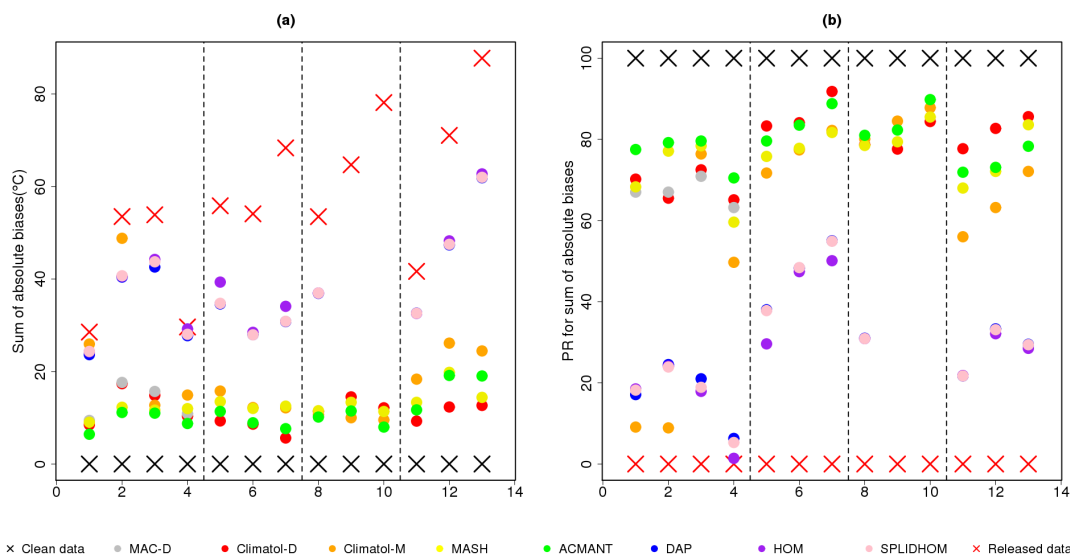 (a)
(b)
Sum of absolute biases(°C)
0 20 40 60 80
0 2 4 6 8 10 12 14
PR for sum of absolute biases
0 20 40 60 80 100
0 2 4 6 8 10 12 14
Clean data MAC-D Climatol-D Climatol-M MASH ACMANT DAP HOM SPLIDHOM Released data